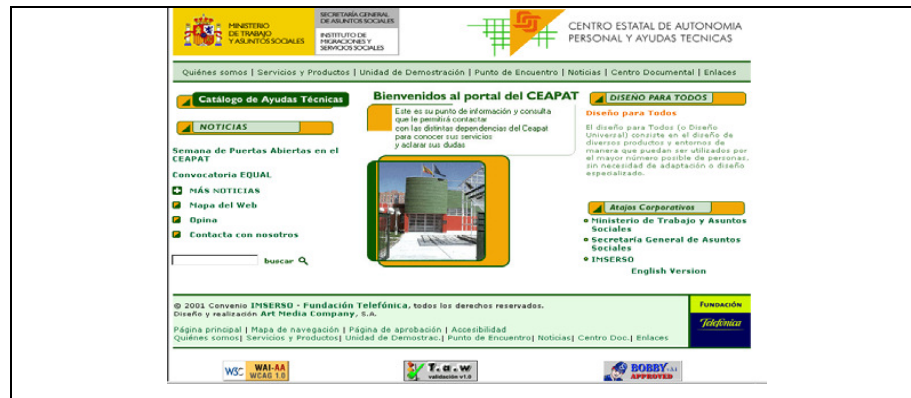 MINISTERIO
DE TRABAJO
Y ASUNTOS SOCIALES
SECRETARÍA GENERAL
DE ASUNTOS SOCIALES
INSTITUTO DE
MIGRACIONES Y
SERVICIOS SOCIALES
CENTRO ESTATAL DE AUTONOMIA
PERSONAL Y AYUDAS TECNICAS
Quiénes somos | Servicios y Productos | Unidad de Demostración | Punto de Encuentro | Noticias | Centro Documental | Enlaces
Catálogo de Ayudas Técnicas
NOTICIAS
Semana de Puertas Abiertas en el
CEAPAT
Convocatoria EQUAL
MÁS NOTICIAS
Mapa del Web
Opina
Contacta con nosotros
buscar
Bienvenidos al portal del CEAPAT
Este es su punto de información y consulta
que le permitirá contactar
con las distintas dependencias del Ceapat
para conocer sus servicios
y aclarar sus dudas
DISEÑO PARA TODOS
Diseño para Todos
El diseño para Todos (o Diseño
Universal) consiste en el diseño de
diversos productos y entornos de
manera que puedan ser utilizados por
el mayor número posible de personas,
sin necesidad de adaptación o diseño
especializado.
Atajos Corporativos
Ministerio de Trabajo y Asuntos
Sociales
Secretaría General de Asuntos
Sociales
IMSERSO
English Version
© 2001 Convenio IMSERSO - Fundación Telefónica, todos los derechos reservados.
Diseño y realización Art Media Company, S.A.
Página principal | Mapa de navegación | Página de aprobación | Accesibilidad
Quiénes somos| Servicios y Productos| Unidad de Demostrac.| Punto de Encuentro| Noticias| Centro Doc.| Enlaces
FUNDACIÓN
Telefónica
W3C WAI-AA
WCAG 1.0
T.a.w
validación v1.0
BOBBY
APPROVED